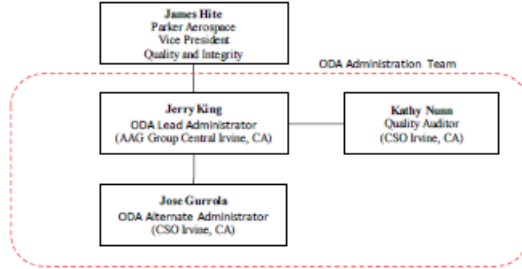 James Hite
Parker Aerospace
Vice President
Quality and Integrity
ODA Administration Team
Jerry King
ODA Lead Administrator
(AAG Group Central Irvine, CA)
Kathy Nunn
Quality Auditor
(CSO Irvine, CA)
Jose Gurrola
ODA Alternate Administrator
(CSO Irvine, CA)